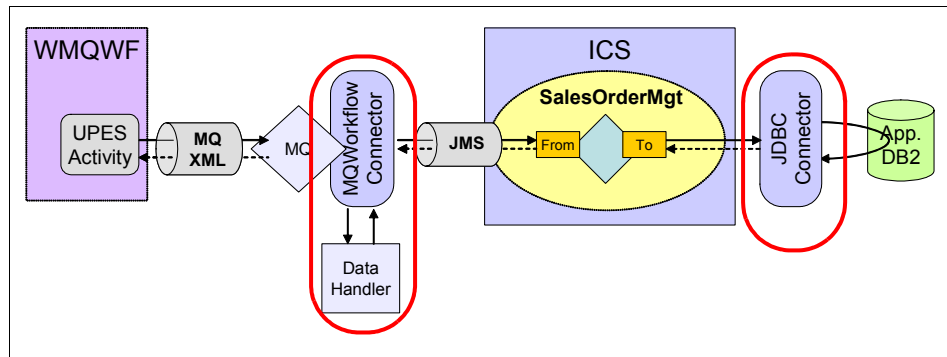 WMQWF
UPES
Activity
MQ
XML
MQ
MQWorkflow
Connector
Data
Handler
JMS
ICS
SalesOrderMgt
From
To
JDBC
Connector
App.
DB2